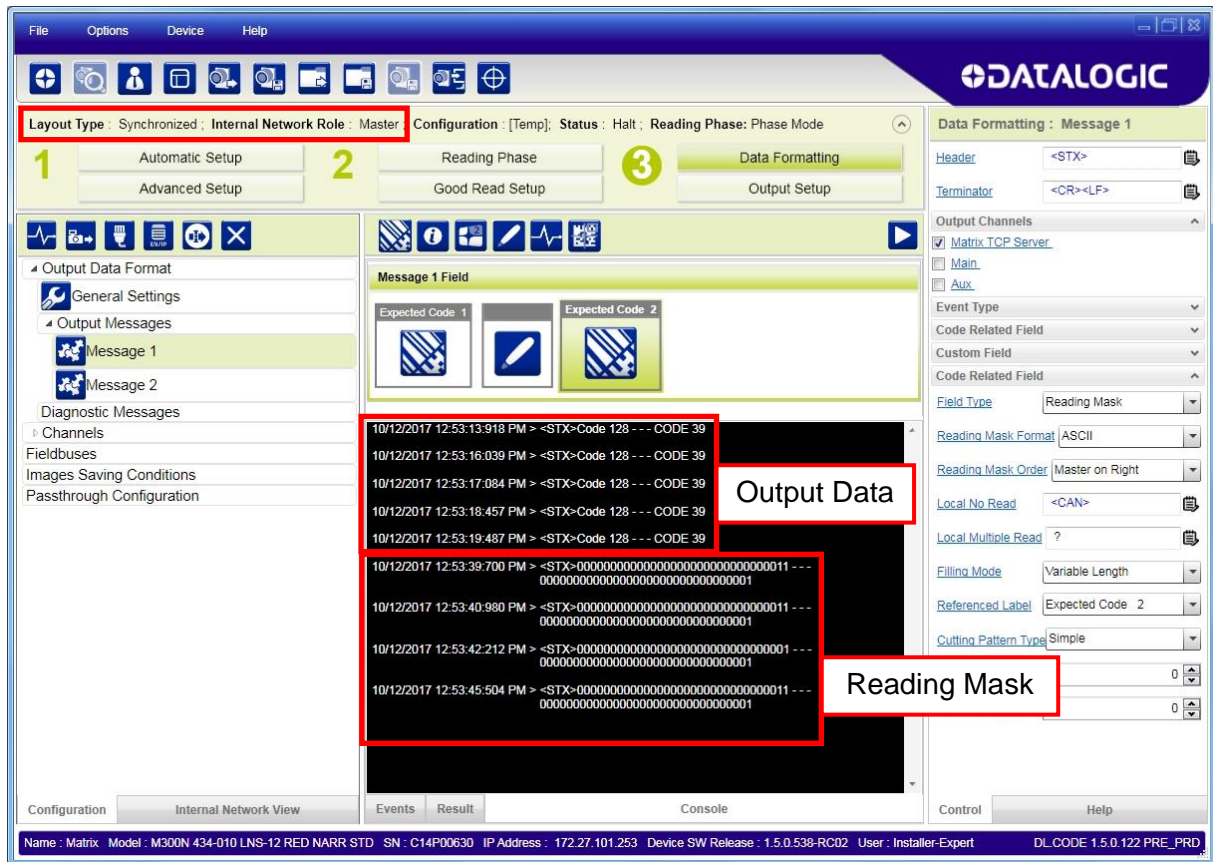 File Options Device Help
DATALOGIC
Layout Type : Synchronized ; Internal Network Role : Master ; Configuration : [Temp]; Status : Halt ; Reading Phase: Phase Mode
1 Automatic Setup 2 Reading Phase 3 Data Formatting
Advanced Setup Good Read Setup Output Setup
Output Data Format
General Settings
Output Messages
Message 1
Message 2
Diagnostic Messages
Channels
Fieldbuses
Images Saving Conditions
Passthrough Configuration
Configuration Internal Network View
Message 1 Field
Expected Code 1 Expected Code 2
10/12/2017 12:53:13:918 PM > <STX>Code 128 - - - CODE 39
10/12/2017 12:53:16:039 PM > <STX>Code 128 - - - CODE 39
10/12/2017 12:53:17:084 PM > <STX>Code 128 - - - CODE 39
10/12/2017 12:53:18:457 PM > <STX>Code 128 - - - CODE 39
10/12/2017 12:53:19:487 PM > <STX>Code 128 - - - CODE 39
Output Data
10/12/2017 12:53:39:700 PM > <STX>00000000000000000000000000000011 - - -
00000000000000000000000000000001
10/12/2017 12:53:40:980 PM > <STX>00000000000000000000000000000011 - - -
00000000000000000000000000000001
10/12/2017 12:53:42:212 PM > <STX>00000000000000000000000000000001 - - -
00000000000000000000000000000001
10/12/2017 12:53:45:504 PM > <STX>00000000000000000000000000000011 - - -
00000000000000000000000000000001
Reading Mask
Events Result Console
Data Formatting : Message 1
Header <STX>
Terminator <CR><LF>
Output Channels
Matrix TCP Server
Main
Aux
Event Type
Code Related Field
Custom Field
Code Related Field
Field Type Reading Mask
Reading Mask Format ASCII
Reading Mask Order Master on Right
Local No Read <CAN>
Local Multiple Read ?
Filling Mode Variable Length
Referenced Label Expected Code 2
Cutting Pattern Type Simple
0
0
Control Help
Name : Matrix Model : M300N 434-010 LNS-12 RED NARR STD SN : C14P00630 IP Address : 172.27.101.253 Device SW Release : 1.5.0.538-RC02 User : Installer-Expert DL.CODE 1.5.0.122 PRE_PRD